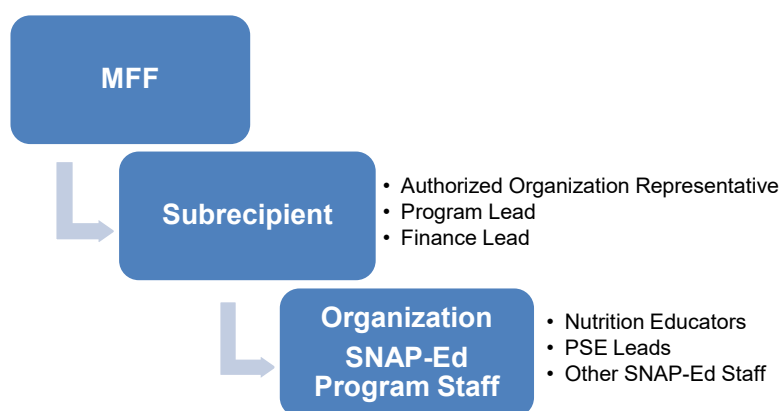 MFF
Subrecipient
• Authorized Organization Representative
• Program Lead
• Finance Lead
Organization
SNAP-Ed
Program Staff
• Nutrition Educators
• PSE Leads
• Other SNAP-Ed Staff